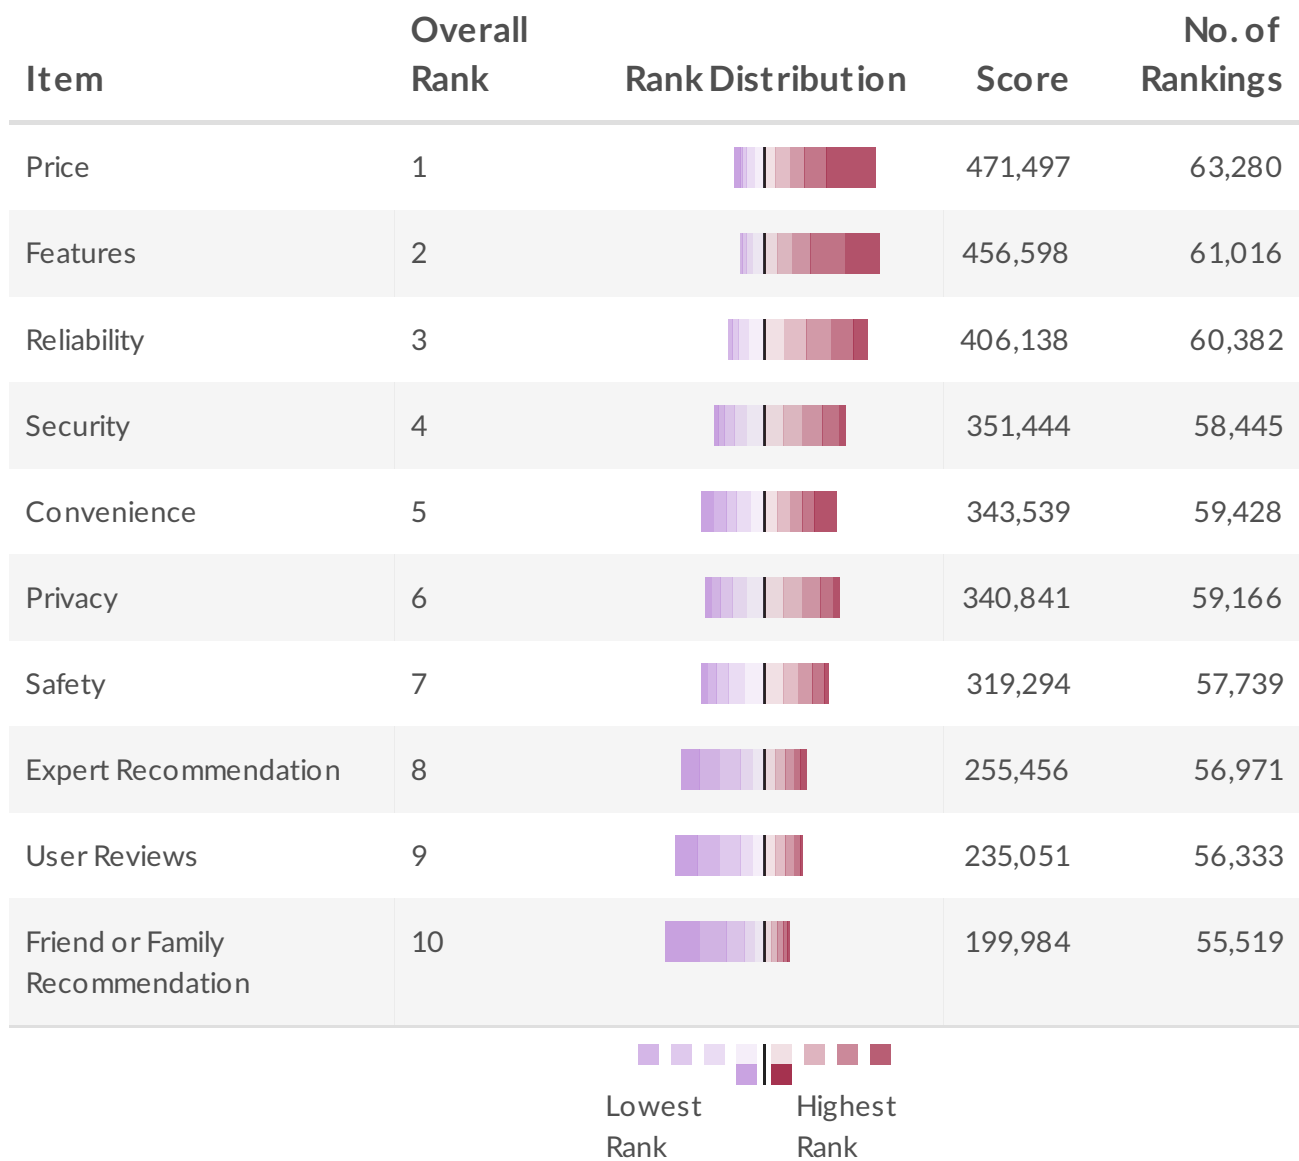 Item Overall Rank Rank Distribution Score No. of Rankings
Price 1 471,497 63,280
Features 2 456,598 61,016
Reliability 3 406,138 60,382
Security 4 351,444 58,445
Convenience 5 343,539 59,428
Privacy 6 340,841 59,166
Safety 7 319,294 57,739
Expert Recommendation 8 255,456 56,971
User Reviews 9 235,051 56,333
Friend or Family 10 199,984 55,519
Recommendation
Lowest Highest
Rank Rank